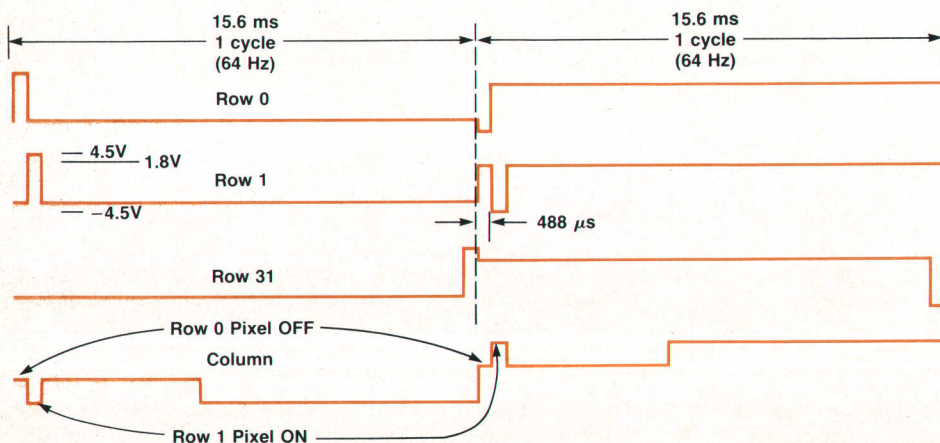 15.6 ms
1 cycle
(64 Hz)
15.6 ms
1 cycle
(64 Hz)
Row 0
4.5V
1.8V
Row 1
−4.5V
488 μs
Row 31
Row 0 Pixel OFF
Column
Row 1 Pixel ON